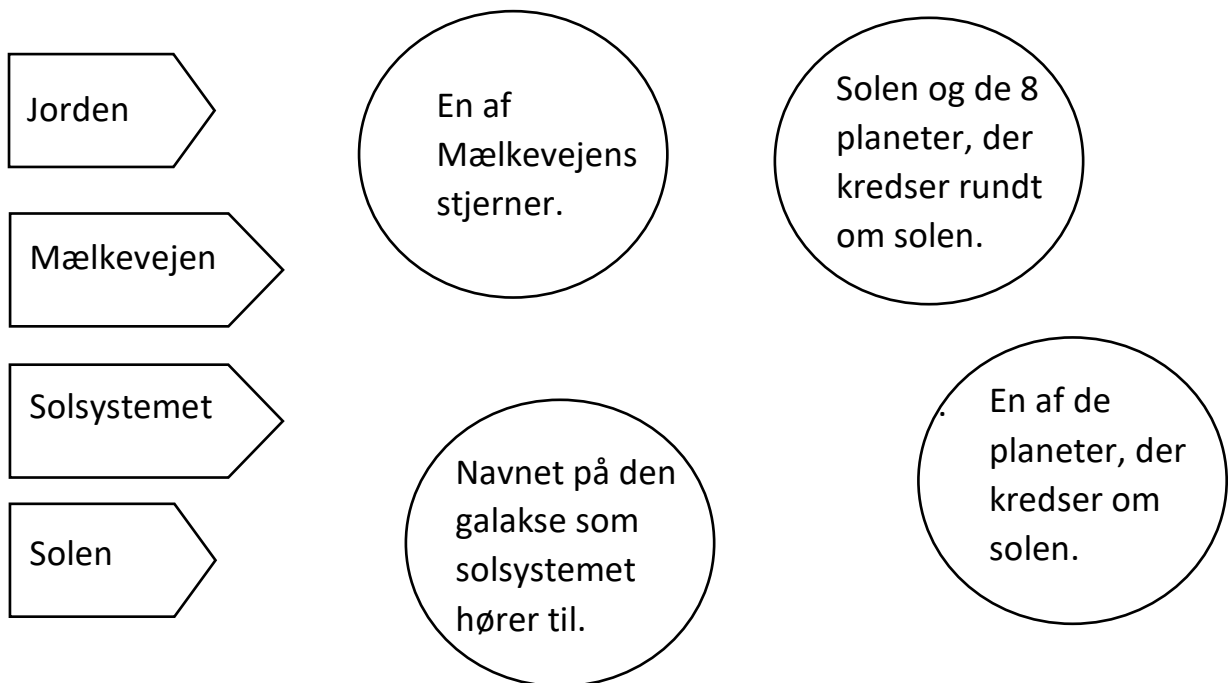 Jorden
Mælkevejen
Solsystemet
Solen
En af
Mælkevejens
stjerner.
Solen og de 8
planeter, der
kredser rundt
om solen.
Navnet på den
galakse som
solsystemet
hører til.
.
En af de
planeter, der
kredser om
solen.